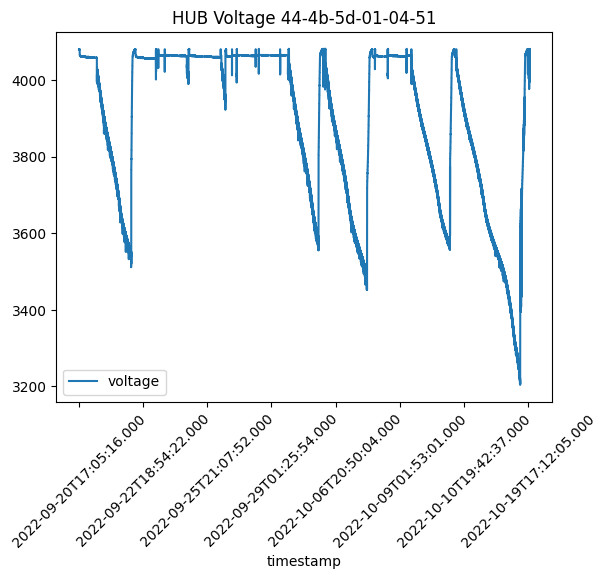 HUB Voltage 44-4b-5d-01-04-51
4000
3800
3600
3400
3200
voltage
2022-09-20T17:05:16.000
2022-09-22T18:54:22.000
2022-09-25T21:07:52.000
2022-09-29T01:25:54.000
2022-10-06T20:50:04.000
2022-10-09T01:53:01.000
2022-10-10T19:42:37.000
2022-10-19T17:12:05.000
timestamp